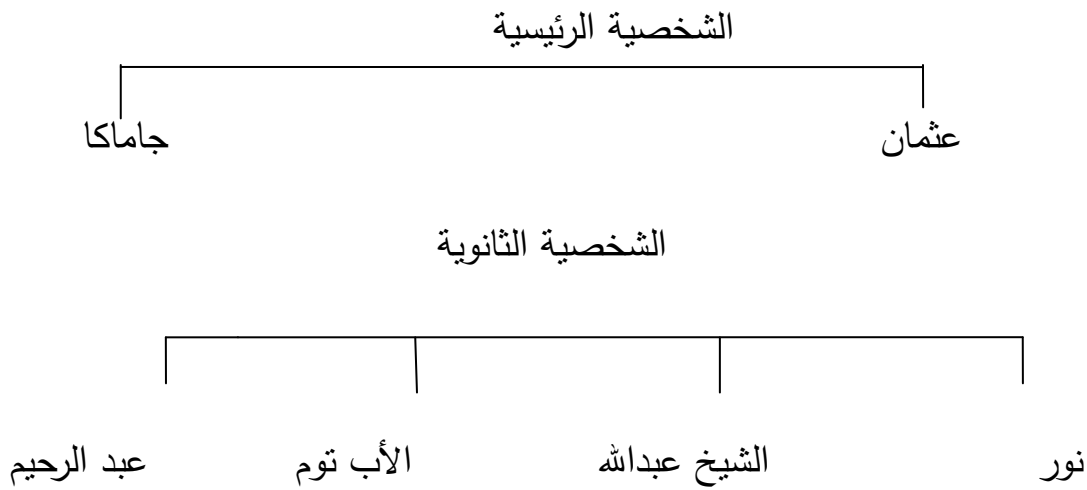 الشخصية الرئيسية
عثمان جاماكا
الشخصية الثانوية
نور الشيخ عبدالله الأب توم عبد الرحيم